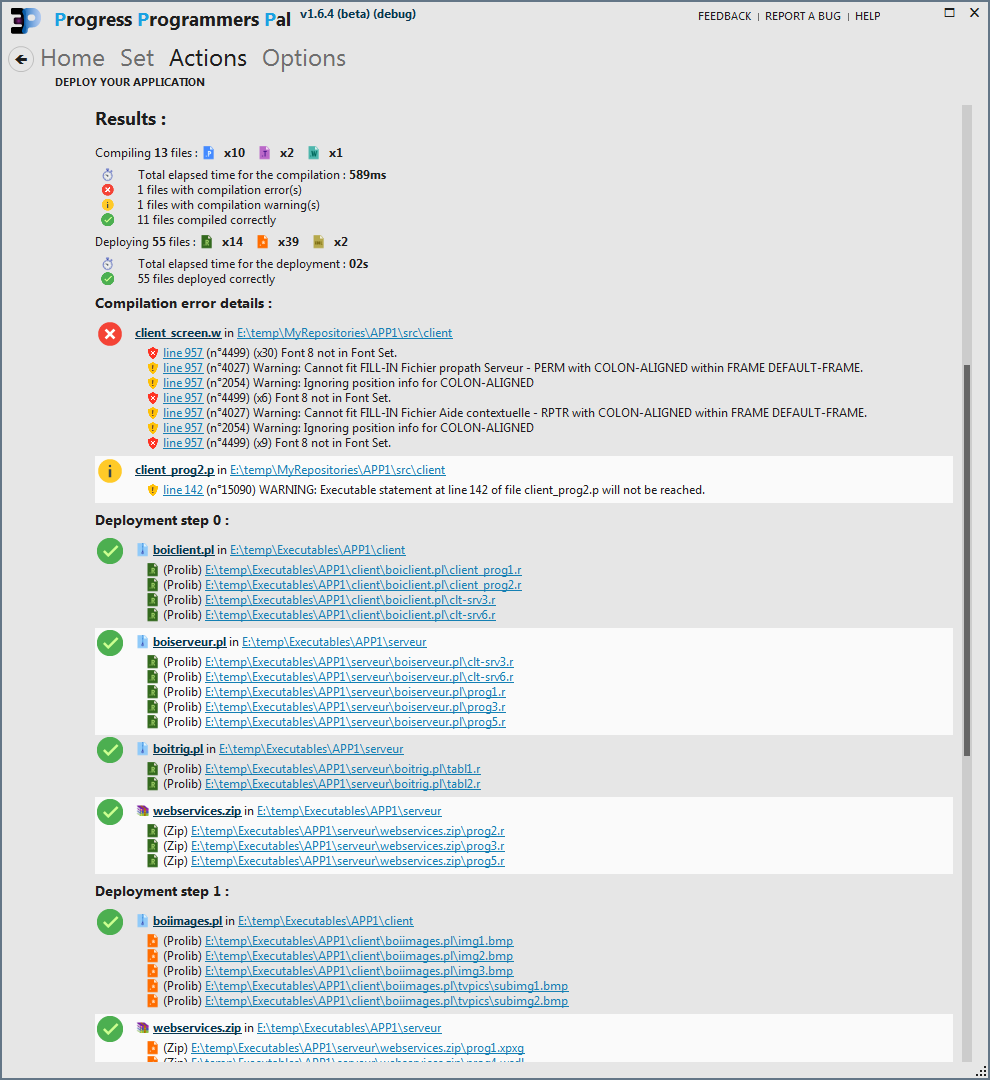 Progress Programmers Pal v1.6.4 (beta) (debug)
FEEDBACK | REPORT A BUG | HELP
Home Set Actions Options
DEPLOY YOUR APPLICATION
Results :
Compiling 13 files : x10 x2 x1
Total elapsed time for the compilation : 589ms
1 files with compilation error(s)
1 files with compilation warning(s)
11 files compiled correctly
Deploying 55 files : x14 x39 x2
Total elapsed time for the deployment : 02s
55 files deployed correctly
Compilation error details :
client_screen.w in E:\temp\MyRepositories\APP1\src\client
line 957 (n°4499) (x30) Font 8 not in Font Set.
line 957 (n°4027) Warning: Cannot fit FILL-IN Fichier propath Serveur - PERM with COLON-ALIGNED within FRAME DEFAULT-FRAME.
line 957 (n°2054) Warning: Ignoring position info for COLON-ALIGNED
line 957 (n°4499) (x6) Font 8 not in Font Set.
line 957 (n°4027) Warning: Cannot fit FILL-IN Fichier Aide contextuelle - RPTR with COLON-ALIGNED within FRAME DEFAULT-FRAME.
line 957 (n°2054) Warning: Ignoring position info for COLON-ALIGNED
line 957 (n°4499) (x9) Font 8 not in Font Set.
client_prog2.p in E:\temp\MyRepositories\APP1\src\client
line 142 (n°15090) WARNING: Executable statement at line 142 of file client_prog2.p will not be reached.
Deployment step 0 :
boiclient.pl in E:\temp\Executables\APP1\client
(Prolib) E:\temp\Executables\APP1\client\boiclient.pl\client_prog1.r
(Prolib) E:\temp\Executables\APP1\client\boiclient.pl\client_prog2.r
(Prolib) E:\temp\Executables\APP1\client\boiclient.pl\clt-srv3.r
(Prolib) E:\temp\Executables\APP1\client\boiclient.pl\clt-srv6.r
boiserveur.pl in E:\temp\Executables\APP1\serveur
(Prolib) E:\temp\Executables\APP1\serveur\boiserveur.pl\clt-srv3.r
(Prolib) E:\temp\Executables\APP1\serveur\boiserveur.pl\clt-srv6.r
(Prolib) E:\temp\Executables\APP1\serveur\boiserveur.pl\prog1.r
(Prolib) E:\temp\Executables\APP1\serveur\boiserveur.pl\prog3.r
(Prolib) E:\temp\Executables\APP1\serveur\boiserveur.pl\prog5.r
boitrig.pl in E:\temp\Executables\APP1\serveur
(Prolib) E:\temp\Executables\APP1\serveur\boitrig.pl\tabl1.r
(Prolib) E:\temp\Executables\APP1\serveur\boitrig.pl\tabl2.r
webservices.zip in E:\temp\Executables\APP1\serveur
(Zip) E:\temp\Executables\APP1\serveur\webservices.zip\prog2.r
(Zip) E:\temp\Executables\APP1\serveur\webservices.zip\prog3.r
(Zip) E:\temp\Executables\APP1\serveur\webservices.zip\prog5.r
Deployment step 1 :
boiimages.pl in E:\temp\Executables\APP1\client
(Prolib) E:\temp\Executables\APP1\client\boiimages.pl\img1.bmp
(Prolib) E:\temp\Executables\APP1\client\boiimages.pl\img2.bmp
(Prolib) E:\temp\Executables\APP1\client\boiimages.pl\img3.bmp
(Prolib) E:\temp\Executables\APP1\client\boiimages.pl\tvpics\subimg1.bmp
(Prolib) E:\temp\Executables\APP1\client\boiimages.pl\tvpics\subimg2.bmp
webservices.zip in E:\temp\Executables\APP1\serveur
(Zip) E:\temp\Executables\APP1\serveur\webservices.zip\prog1.xpxg